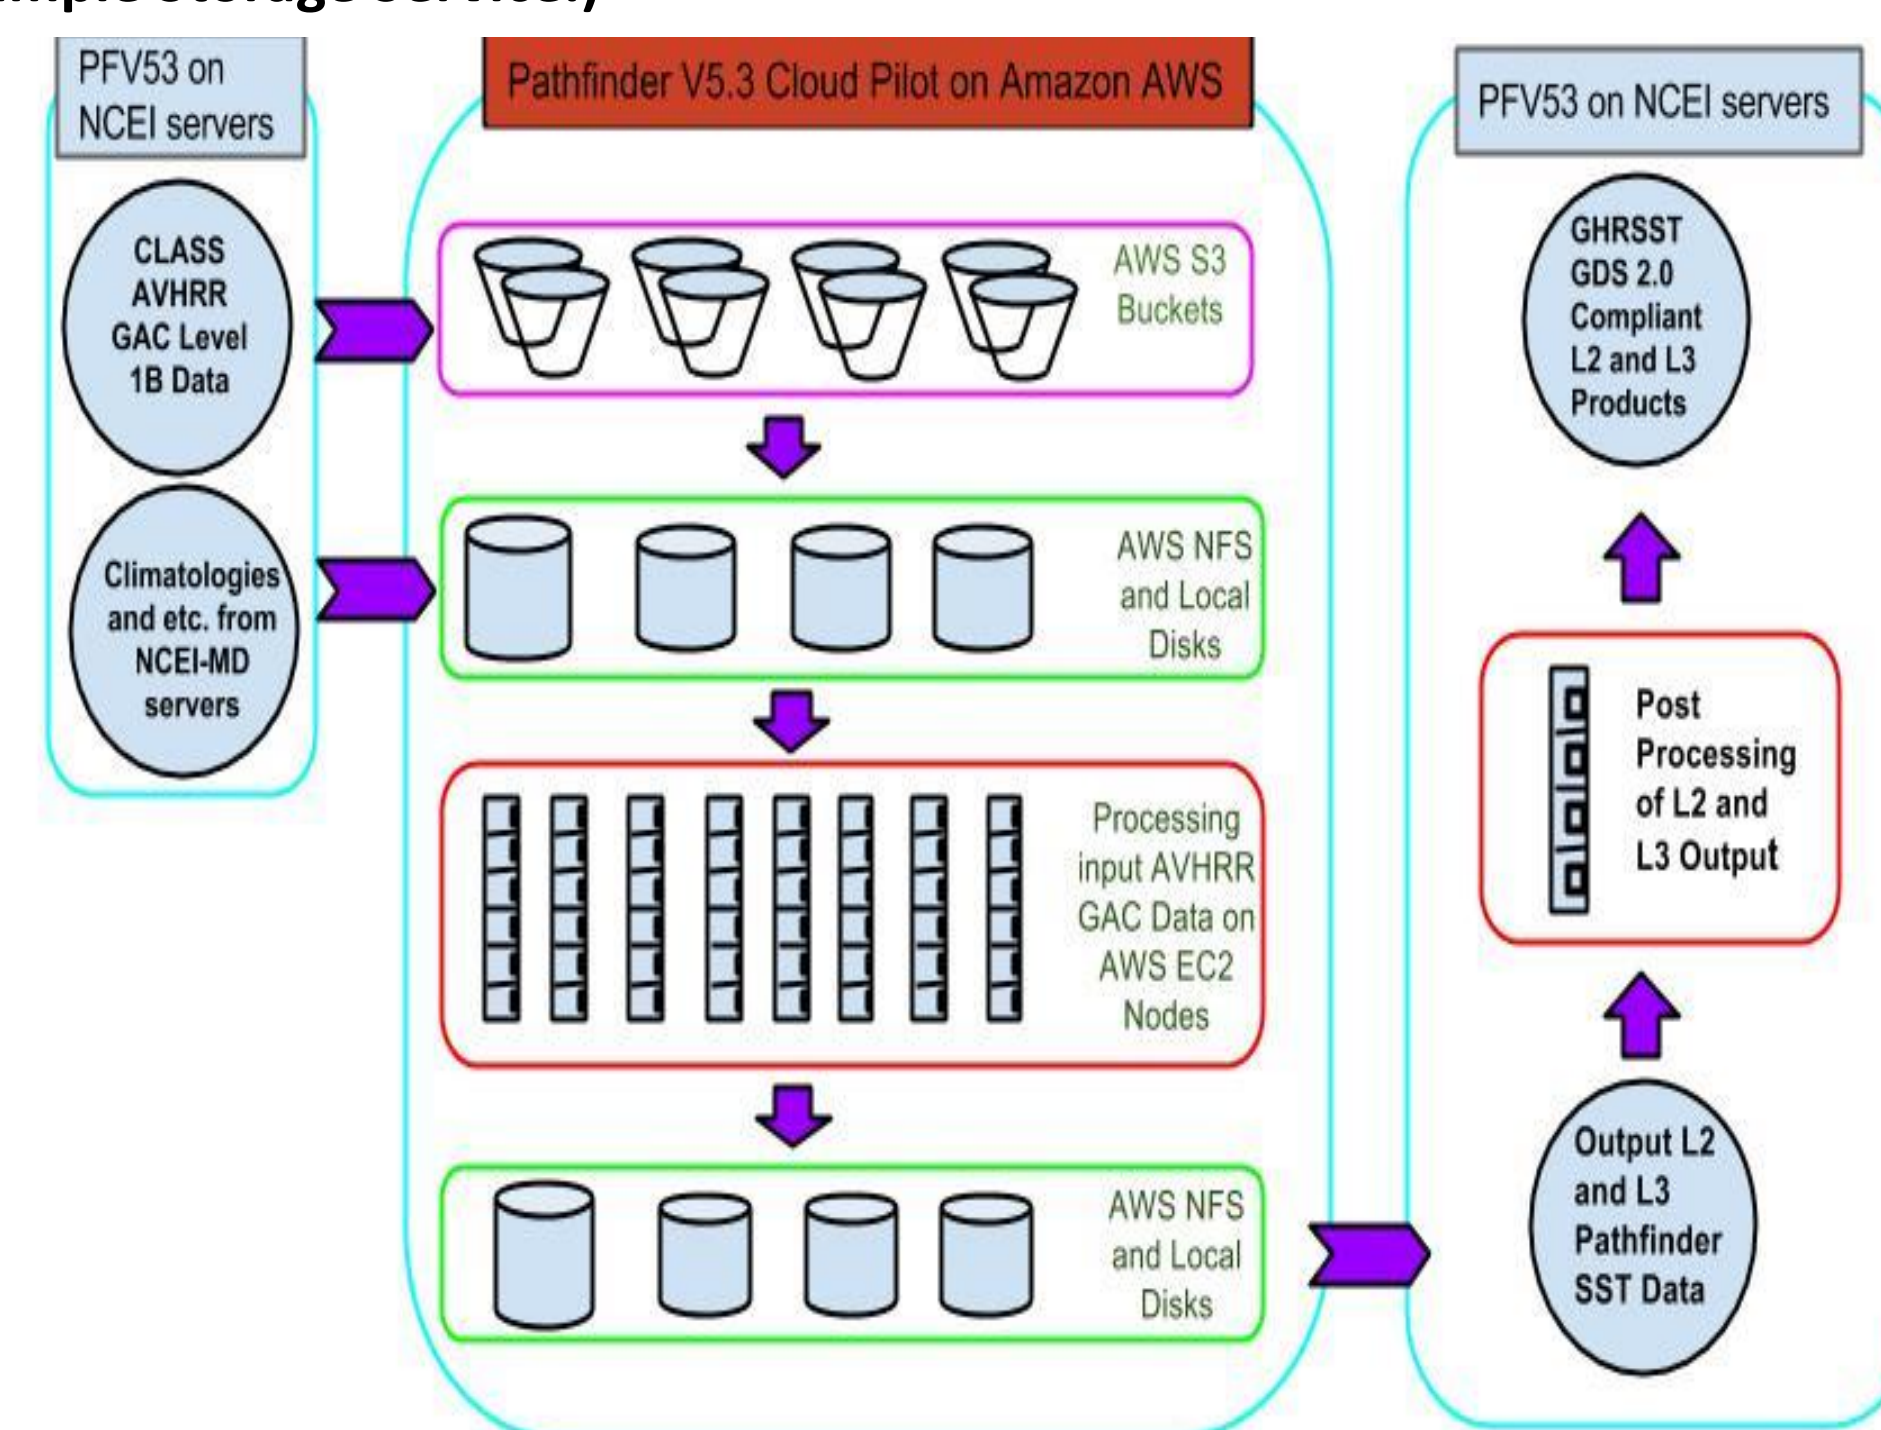 PFV53 on
NCEI servers
CLASS
AVHRR
GAC Level
1B Data
Climatologies
and etc. from
NCEI-MD
servers
Pathfinder V5.3 Cloud Pilot on Amazon AWS
AWS S3
Buckets
AWS NFS
and Local
Disks
Processing
input AVHRR
GAC Data on
AWS EC2
Nodes
AWS NFS
and Local
Disks
PFV53 on NCEI servers
GHRSST
GDS 2.0
Compliant
L2 and L3
Products
Post
Processing
of L2 and
L3 Output
Output L2
and L3
Pathfinder
SST Data